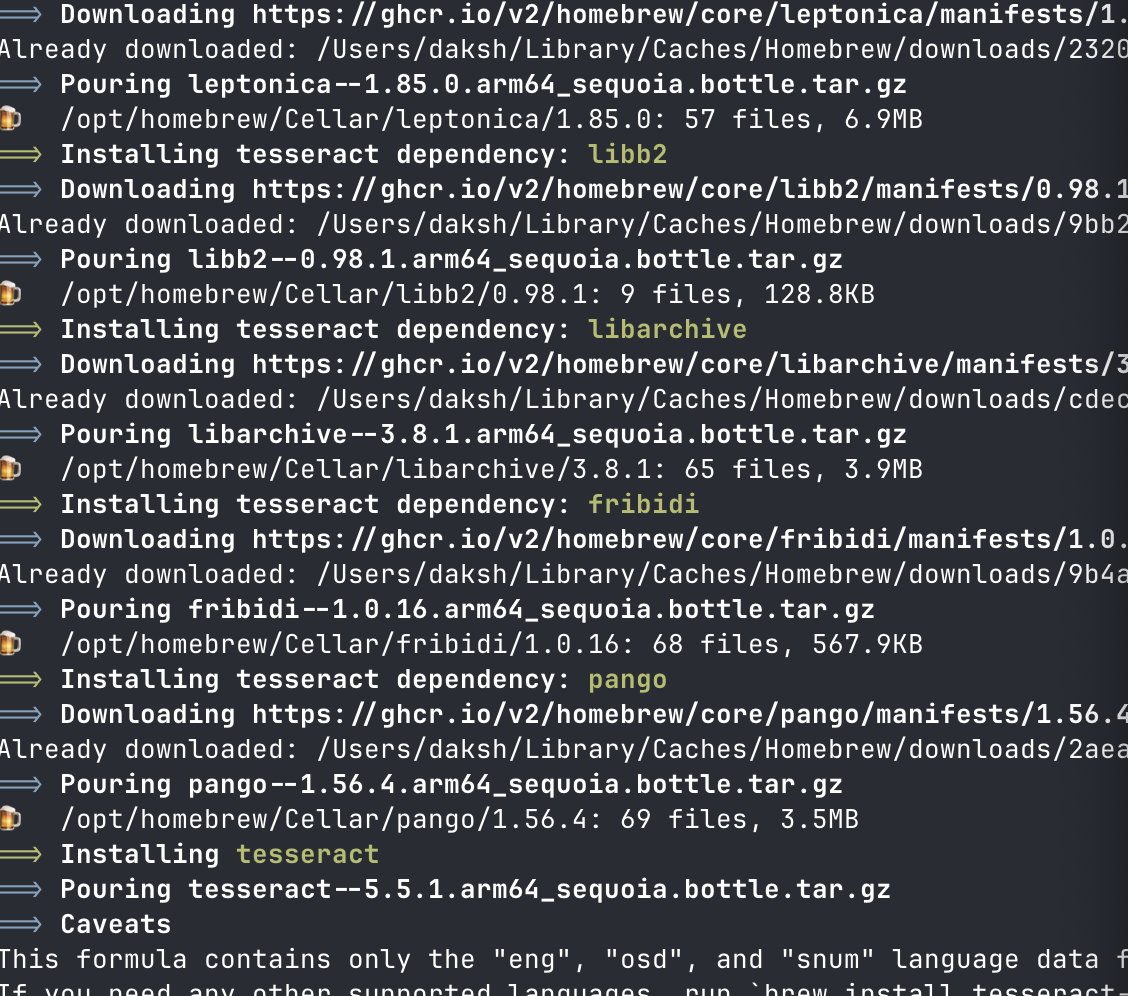 ==> Downloading https://ghcr.io/v2/homebrew/core/leptonica/manifests/1.
Already downloaded: /Users/daksh/Library/Caches/Homebrew/downloads/2320
==> Pouring leptonica--1.85.0.arm64_sequoia.bottle.tar.gz
🍺  /opt/homebrew/Cellar/leptonica/1.85.0: 57 files, 6.9MB
==> Installing tesseract dependency: libb2
==> Downloading https://ghcr.io/v2/homebrew/core/libb2/manifests/0.98.1
Already downloaded: /Users/daksh/Library/Caches/Homebrew/downloads/9bb2
==> Pouring libb2--0.98.1.arm64_sequoia.bottle.tar.gz
🍺  /opt/homebrew/Cellar/libb2/0.98.1: 9 files, 128.8KB
==> Installing tesseract dependency: libarchive
==> Downloading https://ghcr.io/v2/homebrew/core/libarchive/manifests/3
Already downloaded: /Users/daksh/Library/Caches/Homebrew/downloads/cdec
==> Pouring libarchive--3.8.1.arm64_sequoia.bottle.tar.gz
🍺  /opt/homebrew/Cellar/libarchive/3.8.1: 65 files, 3.9MB
==> Installing tesseract dependency: fribidi
==> Downloading https://ghcr.io/v2/homebrew/core/fribidi/manifests/1.0.
Already downloaded: /Users/daksh/Library/Caches/Homebrew/downloads/9b4a
==> Pouring fribidi--1.0.16.arm64_sequoia.bottle.tar.gz
🍺  /opt/homebrew/Cellar/fribidi/1.0.16: 68 files, 567.9KB
==> Installing tesseract dependency: pango
==> Downloading https://ghcr.io/v2/homebrew/core/pango/manifests/1.56.4
Already downloaded: /Users/daksh/Library/Caches/Homebrew/downloads/2aea
==> Pouring pango--1.56.4.arm64_sequoia.bottle.tar.gz
🍺  /opt/homebrew/Cellar/pango/1.56.4: 69 files, 3.5MB
==> Installing tesseract
==> Pouring tesseract--5.5.1.arm64_sequoia.bottle.tar.gz
==> Caveats
This formula contains only the "eng", "osd", and "snum" language data f
If you need any other supported languages, run `brew install tesseract-